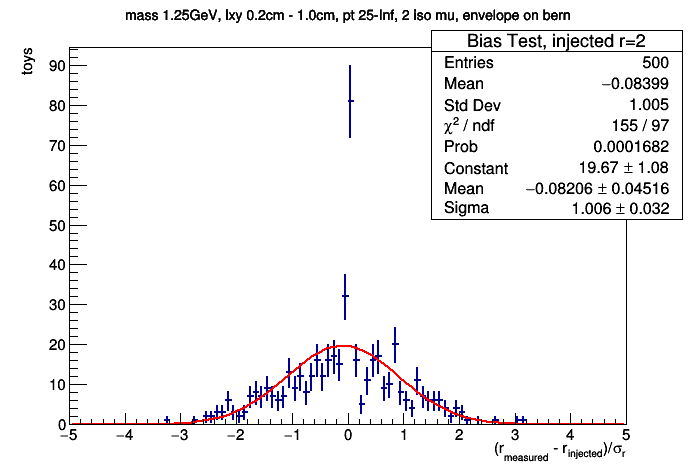 mass 1.25GeV, lxy 0.2cm - 1.0cm, pt 25-Inf, 2 Iso mu, envelope on bern
toys
Bias Test, injected r=2
Entries 500
Mean −0.08399
Std Dev 1.005
χ² / ndf 155 / 97
Prob 0.0001682
Constant 19.67 ± 1.08
Mean −0.08206 ± 0.04516
Sigma 1.006 ± 0.032
90
80
70
60
50
40
30
20
10
0
−5 −4 −3 −2 −1 0 1 2 3 4 5
(r_measured - r_injected)/σ_r